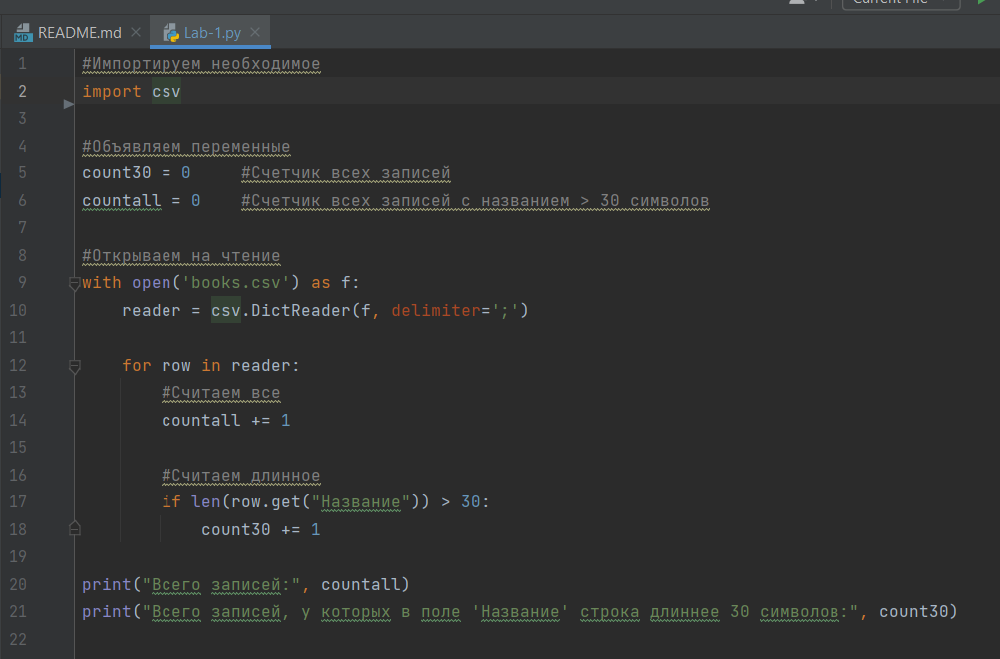 Current File
README.md
Lab-1.py
1 #Импортируем необходимое
2 import csv
3
4 #Объявляем переменные
5 count30 = 0 #Счетчик всех записей
6 countall = 0 #Счетчик всех записей с названием > 30 символов
7
8 #Открываем на чтение
9 with open('books.csv') as f:
10 reader = csv.DictReader(f, delimiter=';')
11
12 for row in reader:
13 #Считаем все
14 countall += 1
15
16 #Считаем длинное
17 if len(row.get("Название")) > 30:
18 count30 += 1
19
20 print("Всего записей:", countall)
21 print("Всего записей, у которых в поле 'Название' строка длиннее 30 символов:", count30)
22